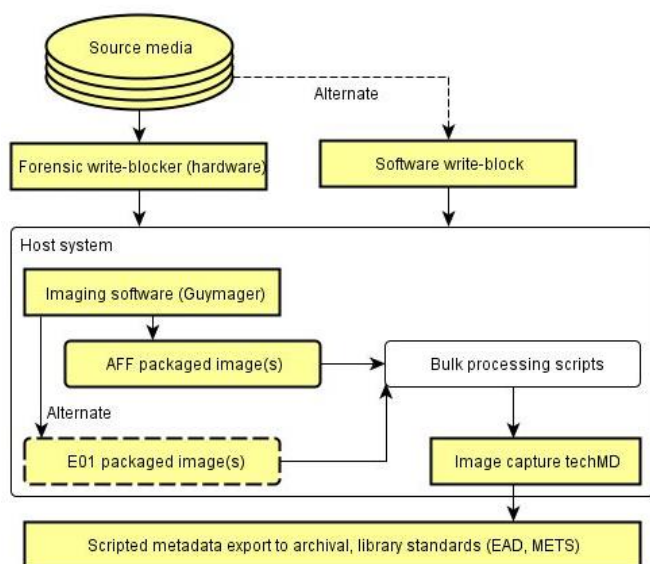 Source media
Alternate
Forensic write-blocker (hardware)
Software write-block
Host system
Imaging software (Guymager)
AFF packaged image(s)
Bulk processing scripts
Alternate
E01 packaged image(s)
Image capture techMD
Scripted metadata export to archival, library standards (EAD, METS)